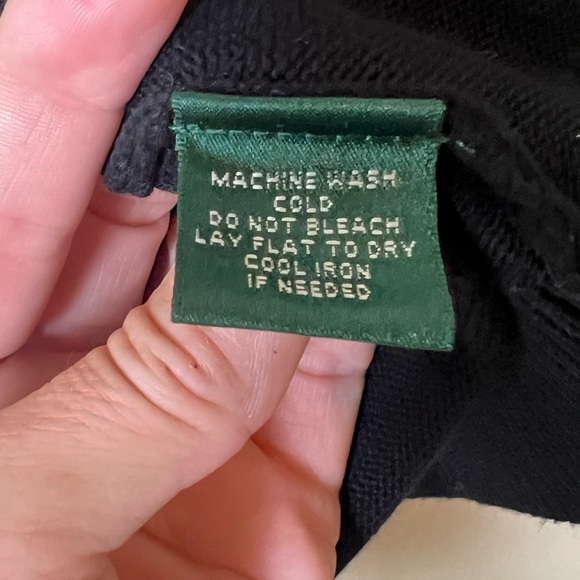 MACHINE WASH
COLD
DO NOT BLEACH
LAY FLAT TO DRY
COOL IRON
IF NEEDED